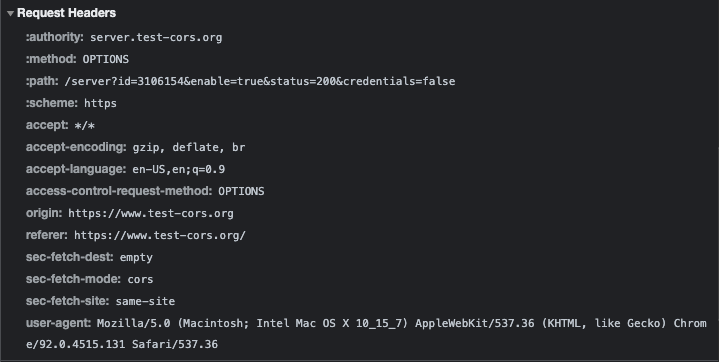 Request Headers
:authority: server.test-cors.org
:method: OPTIONS
:path: /server?id=3106154&enable=true&status=200&credentials=false
:scheme: https
accept: */*
accept-encoding: gzip, deflate, br
accept-language: en-US,en;q=0.9
access-control-request-method: OPTIONS
origin: https://www.test-cors.org
referer: https://www.test-cors.org/
sec-fetch-dest: empty
sec-fetch-mode: cors
sec-fetch-site: same-site
user-agent: Mozilla/5.0 (Macintosh; Intel Mac OS X 10_15_7) AppleWebKit/537.36 (KHTML, like Gecko) Chrom
e/92.0.4515.131 Safari/537.36